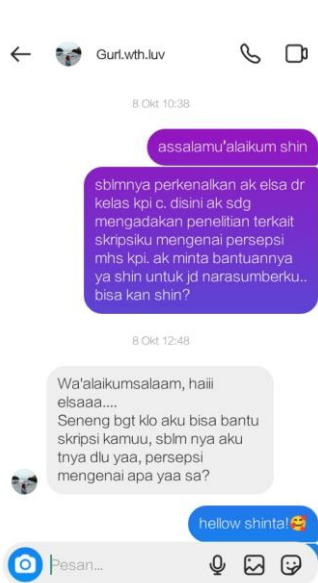 Gurl.wth.luv
8 Okt 10:38
assalamu'alaikum shin
sblmnya perkenalkan ak elsa dr
kelas kpi c. disini ak sdg
mengadakan penelitian terkait
skripsiku mengenai persepsi
mhs kpi. ak minta bantuannya
ya shin untuk jd narasumberku..
bisa kan shin?
8 Okt 12:48
Wa'alaikumsalaam, haiii
elsaaa....
Seneng bgt klo aku bisa bantu
skripsi kamuu, sblm nya aku
tnya dlu yaa, persepsi
mengenai apa yaa sa?
hellow shinta!🥰
Pesan...